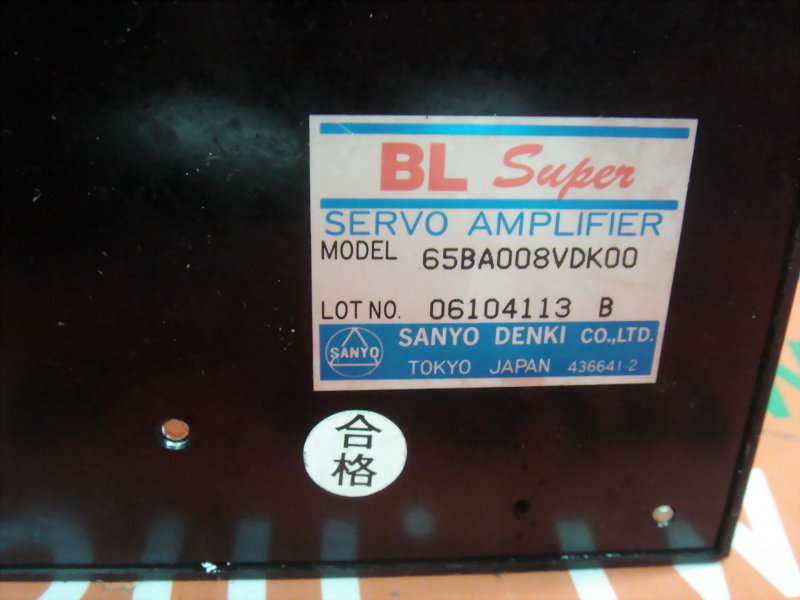 BL Super
SERVO AMPLIFIER
MODEL 65BA008VDK00
LOT NO. 06104113 B
SANYO
SANYO DENKI CO.,LTD.
TOKYO JAPAN 436641-2
合格